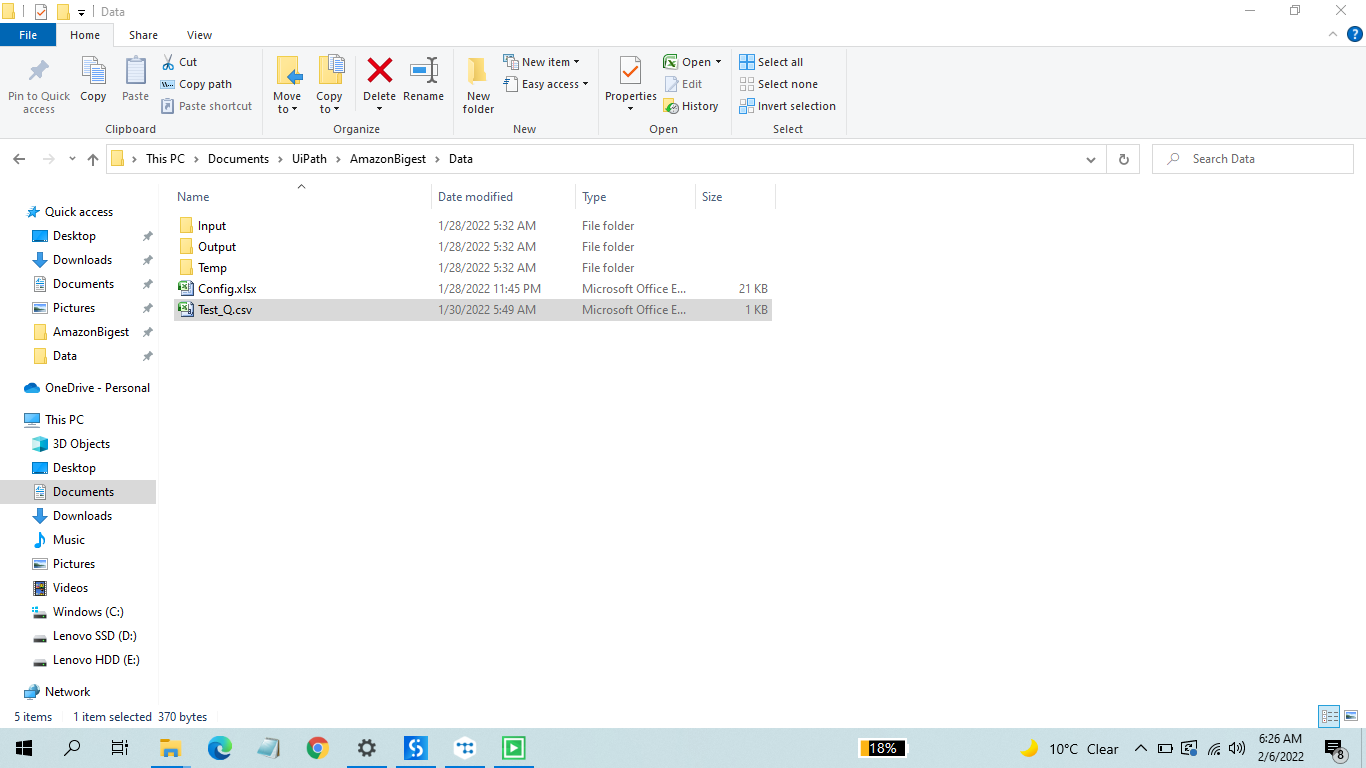 Data
File Home Share View
Pin to Quick access
Copy
Paste
Cut
Copy path
Paste shortcut
Clipboard
Move to
Copy to
Delete
Rename
Organize
New folder
New item
Easy access
New
Properties
Open
Edit
History
Open
Select all
Select none
Invert selection
Select
This PC Documents UiPath AmazonBigest Data
Search Data
Name Date modified Type Size
Input 1/28/2022 5:32 AM File folder
Output 1/28/2022 5:32 AM File folder
Temp 1/28/2022 5:32 AM File folder
Config.xlsx 1/28/2022 11:45 PM Microsoft Office E... 21 KB
Test_Q.csv 1/30/2022 5:49 AM Microsoft Office E... 1 KB
Quick access
Desktop
Downloads
Documents
Pictures
AmazonBigest
Data
OneDrive - Personal
This PC
3D Objects
Desktop
Documents
Downloads
Music
Pictures
Videos
Windows (C:)
Lenovo SSD (D:)
Lenovo HDD (E:)
Network
5 items 1 item selected 370 bytes
18%
10°C Clear
6:26 AM
2/6/2022
8